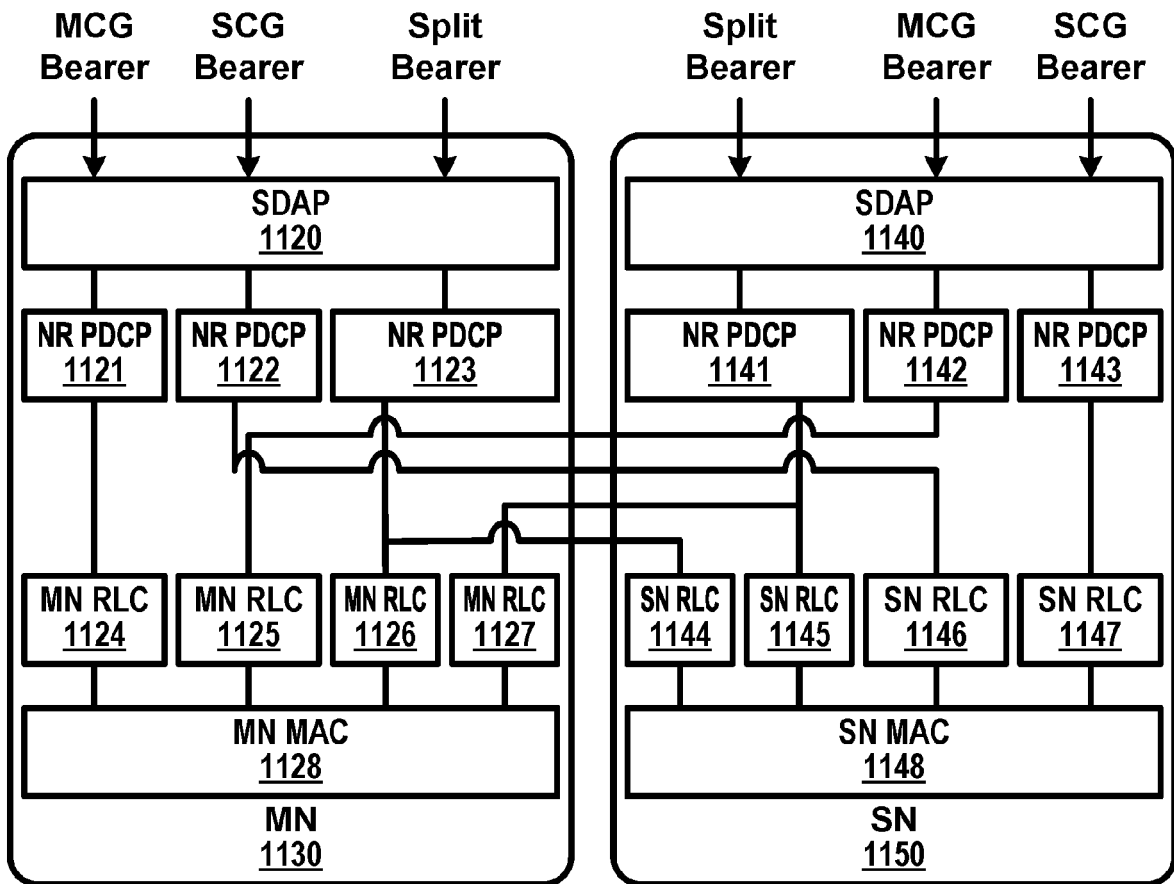 MCG Bearer
SCG Bearer
Split Bearer
Split Bearer
MCG Bearer
SCG Bearer
SDAP
1120
SDAP
1140
NR PDCP
1121
NR PDCP
1122
NR PDCP
1123
NR PDCP
1141
NR PDCP
1142
NR PDCP
1143
MN RLC
1124
MN RLC
1125
MN RLC
1126
MN RLC
1127
SN RLC
1144
SN RLC
1145
SN RLC
1146
SN RLC
1147
MN MAC
1128
SN MAC
1148
MN
1130
SN
1150